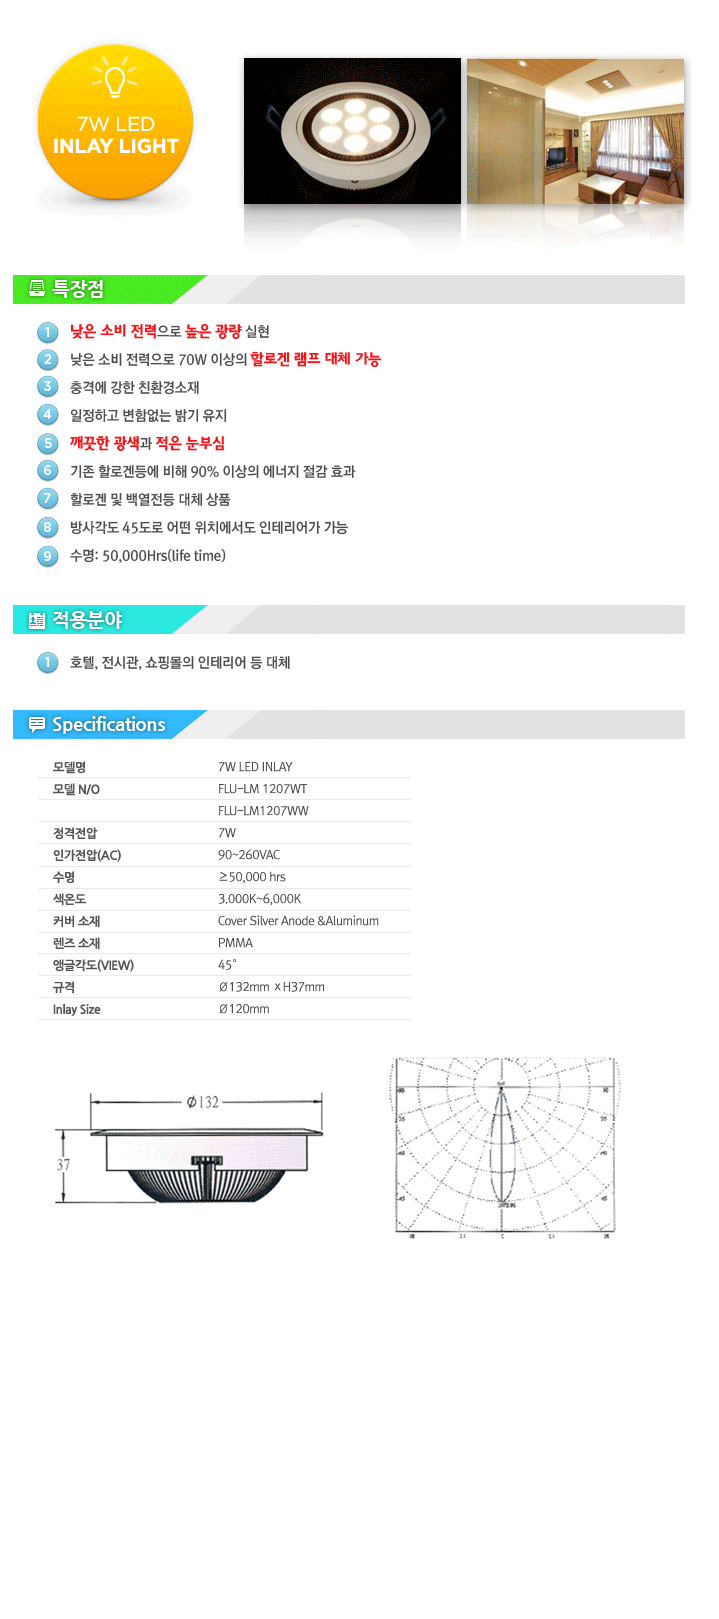 7W LED
INLAY LIGHT
특장점
1 낮은 소비 전력으로 높은 광량 실현
2 낮은 소비 전력으로 70W 이상의 할로겐 램프 대체 가능
3 충격에 강한 친환경소재
4 일정하고 변함없는 밝기 유지
5 깨끗한 광색과 적은 눈부심
6 기존 할로겐등에 비해 90% 이상의 에너지 절감 효과
7 할로겐 및 백열전등 대체 상품
8 방사각도 45도로 어떤 위치에서도 인테리어가 가능
9 수명: 50,000Hrs(life time)
적용분야
1 호텔, 전시관, 쇼핑몰의 인테리어 등 대체
Specifications
모델명 7W LED INLAY
모델 N/O FLU-LM 1207WT
FLU-LM1207WW
정격전압 7W
인가전압(AC) 90~260VAC
수명 ≥50,000 hrs
색온도 3.000K~6,000K
커버 소재 Cover Silver Anode &Aluminum
렌즈 소재 PMMA
앵글각도(VIEW) 45°
규격 Ø132mm x H37mm
Inlay Size Ø120mm
Ø132
37